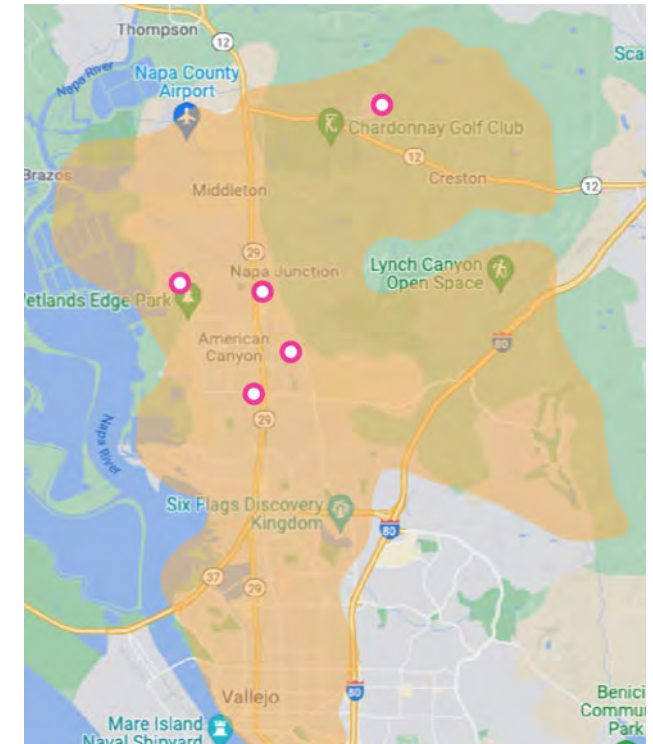 Thompson
12
Sca
Napa River
Napa County
Airport
Chardonnay Golf Club
12
Brazos
Middleton
Creston
12
29
Napa Junction
Lynch Canyon
Open Space
etlands Edge Park
American
Canyon
80
29
Napa River
Six Flags Discovery
Kingdom
80
37
29
Vallejo
80
Benici
Commu
Park
Mare Island
Naval Shipyard